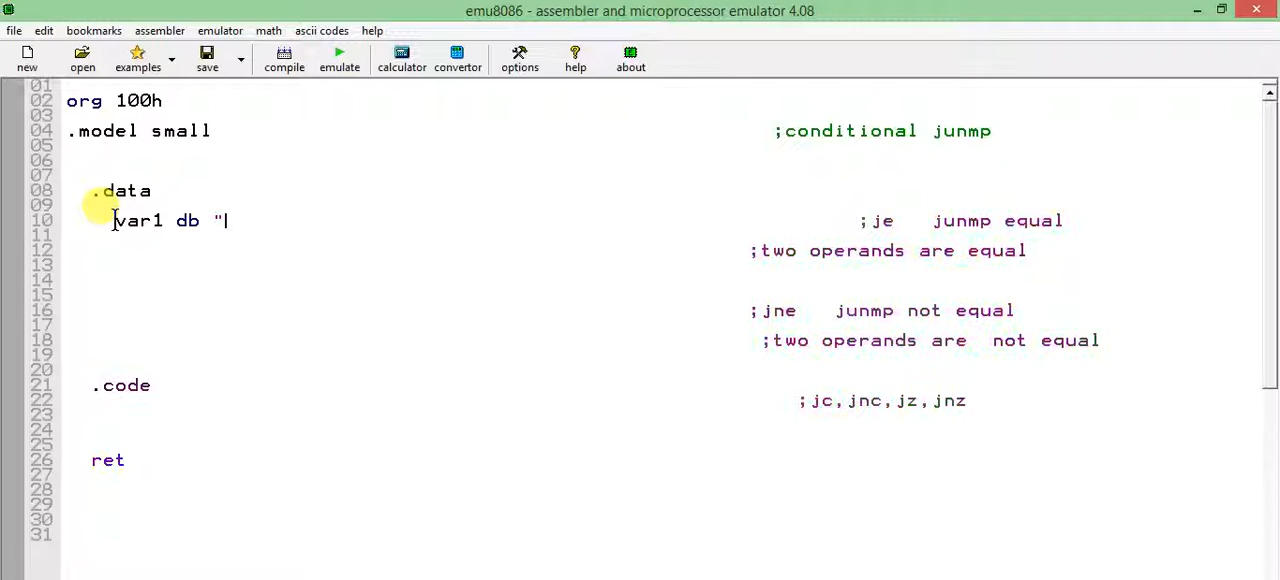 emu8086 - assembler and microprocessor emulator 4.08
file edit bookmarks assembler emulator math ascii codes help
new open examples save compile emulate calculator convertor options help about
01
02 org 100h
03
04 .model small ;conditional junmp
05
06
07
08 .data
09
10 var1 db " ;je junmp equal
11
12 ;two operands are equal
13
14
15
16 ;jne junmp not equal
17
18 ;two operands are not equal
19
20
21 .code
22 ;jc,jnc,jz,jnz
23
24
25
26 ret
27
28
29
30
31